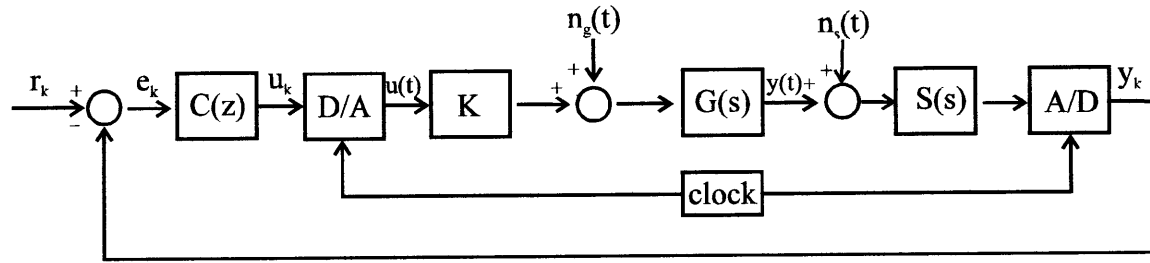 n_g(t)
n_s(t)
r_k
+
−
e_k
C(z)
u_k
D/A
u(t)
K
+
+
G(s)
y(t)
+
+
S(s)
A/D
y_k
clock